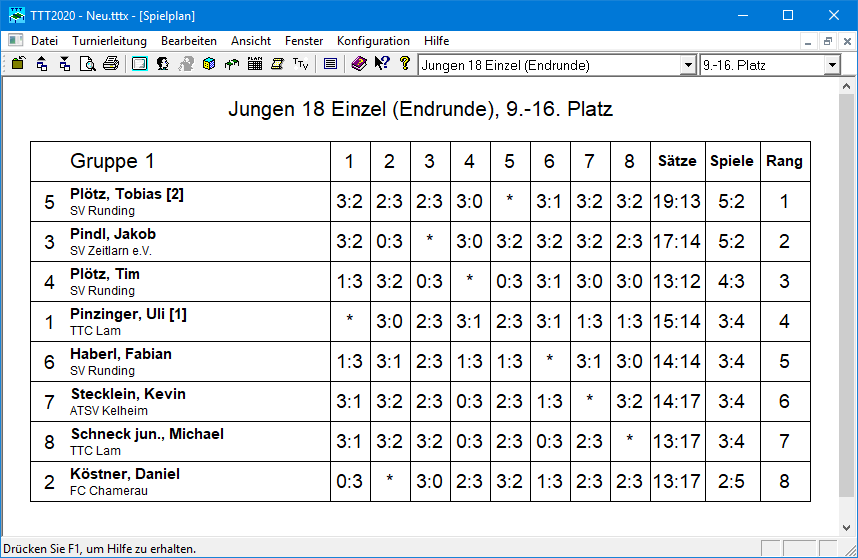 TTT2020 - Neu.tttx - [Spielplan]
Datei Turnierleitung Bearbeiten Ansicht Fenster Konfiguration Hilfe
TTV Jungen 18 Einzel (Endrunde) 9.-16. Platz
Jungen 18 Einzel (Endrunde), 9.-16. Platz
Gruppe 1 1 2 3 4 5 6 7 8 Sätze Spiele Rang
5 Plötz, Tobias [2] 3:2 2:3 2:3 3:0 * 3:1 3:2 3:2 19:13 5:2 1
SV Runding
3 Pindl, Jakob 3:2 0:3 * 3:0 3:2 3:2 3:2 2:3 17:14 5:2 2
SV Zeitlarn e.V.
4 Plötz, Tim 1:3 3:2 0:3 * 0:3 3:1 3:0 3:0 13:12 4:3 3
SV Runding
1 Pinzinger, Uli [1] * 3:0 2:3 3:1 2:3 3:1 1:3 1:3 15:14 3:4 4
TTC Lam
6 Haberl, Fabian 1:3 3:1 2:3 1:3 1:3 * 3:1 3:0 14:14 3:4 5
SV Runding
7 Stecklein, Kevin 3:1 3:2 2:3 0:3 2:3 1:3 * 3:2 14:17 3:4 6
ATSV Kelheim
8 Schneck jun., Michael 3:1 3:2 3:2 0:3 2:3 0:3 2:3 * 13:17 3:4 7
TTC Lam
2 Köstner, Daniel 0:3 * 3:0 2:3 3:2 1:3 2:3 2:3 13:17 2:5 8
FC Chamerau
Drücken Sie F1, um Hilfe zu erhalten.